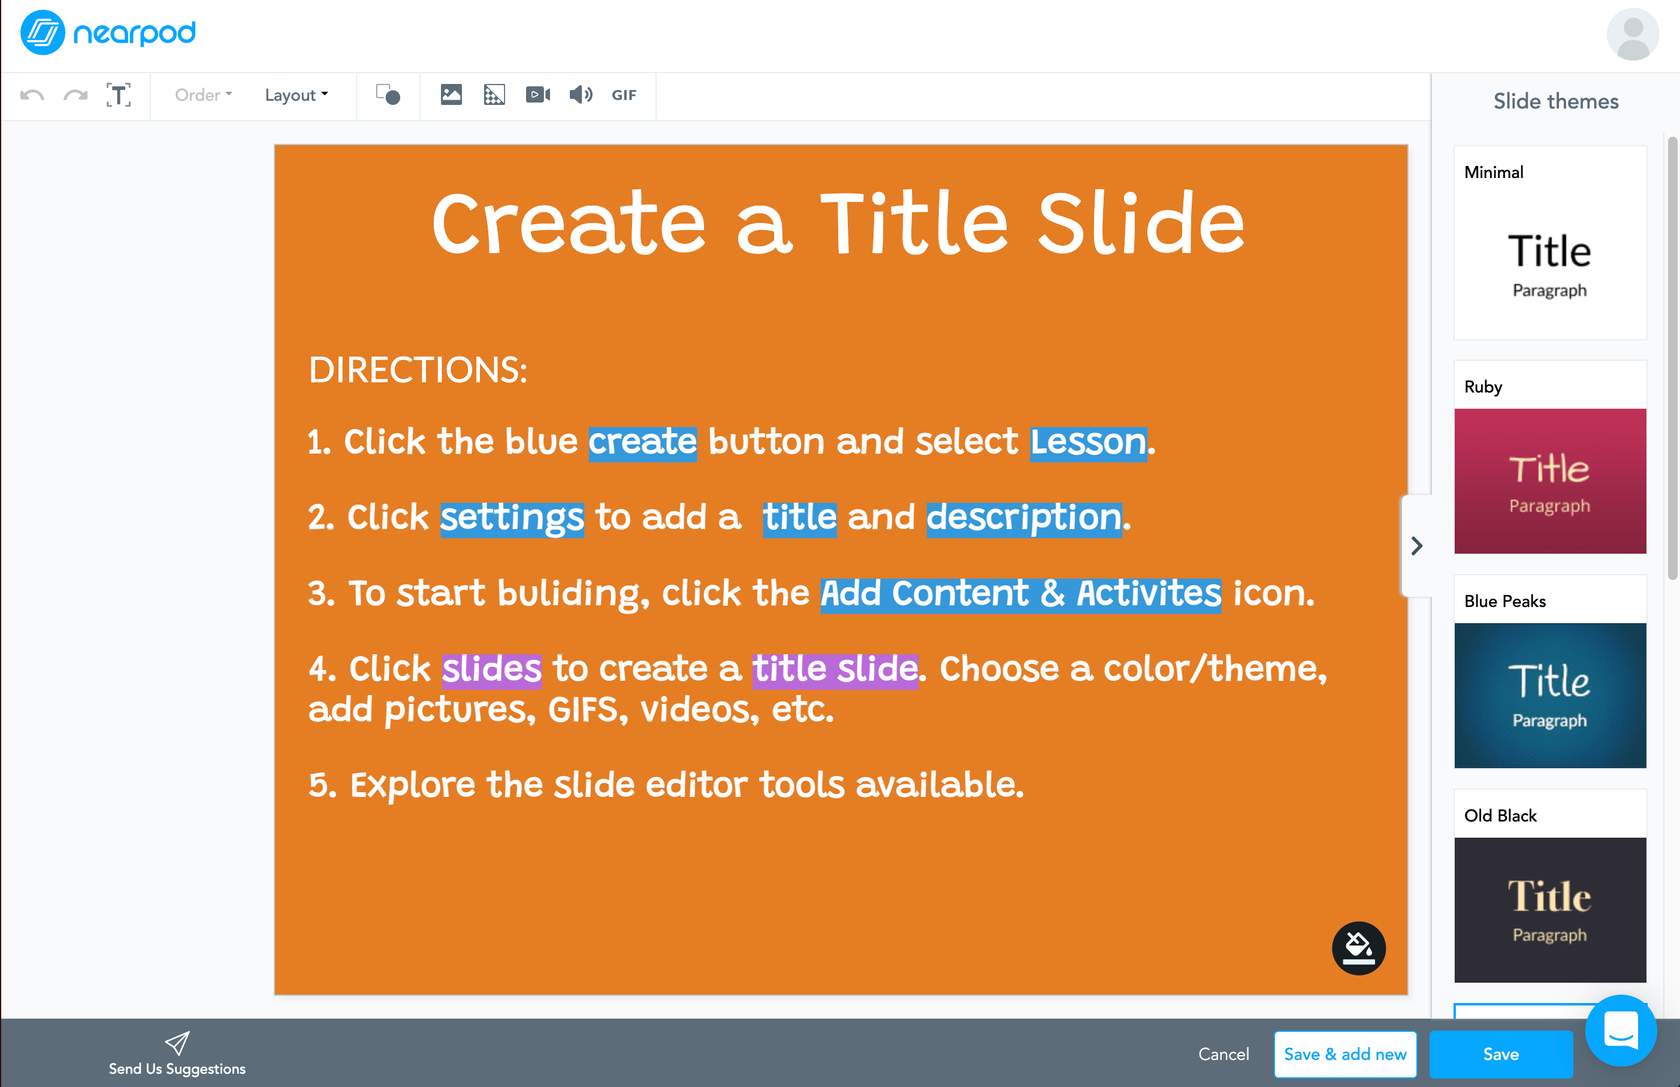 nearpod
Order
Layout
GIF
Slide themes
Create a Title Slide
DIRECTIONS:
1. Click the blue create button and select Lesson.
2. Click settings to add a title and description.
3. To start buliding, click the Add Content & Activites icon.
4. Click slides to create a title slide. Choose a color/theme,
add pictures, GIFS, videos, etc.
5. Explore the slide editor tools available.
Minimal
Title
Paragraph
Ruby
Title
Paragraph
Blue Peaks
Title
Paragraph
Old Black
Title
Paragraph
Send Us Suggestions
Cancel
Save & add new
Save